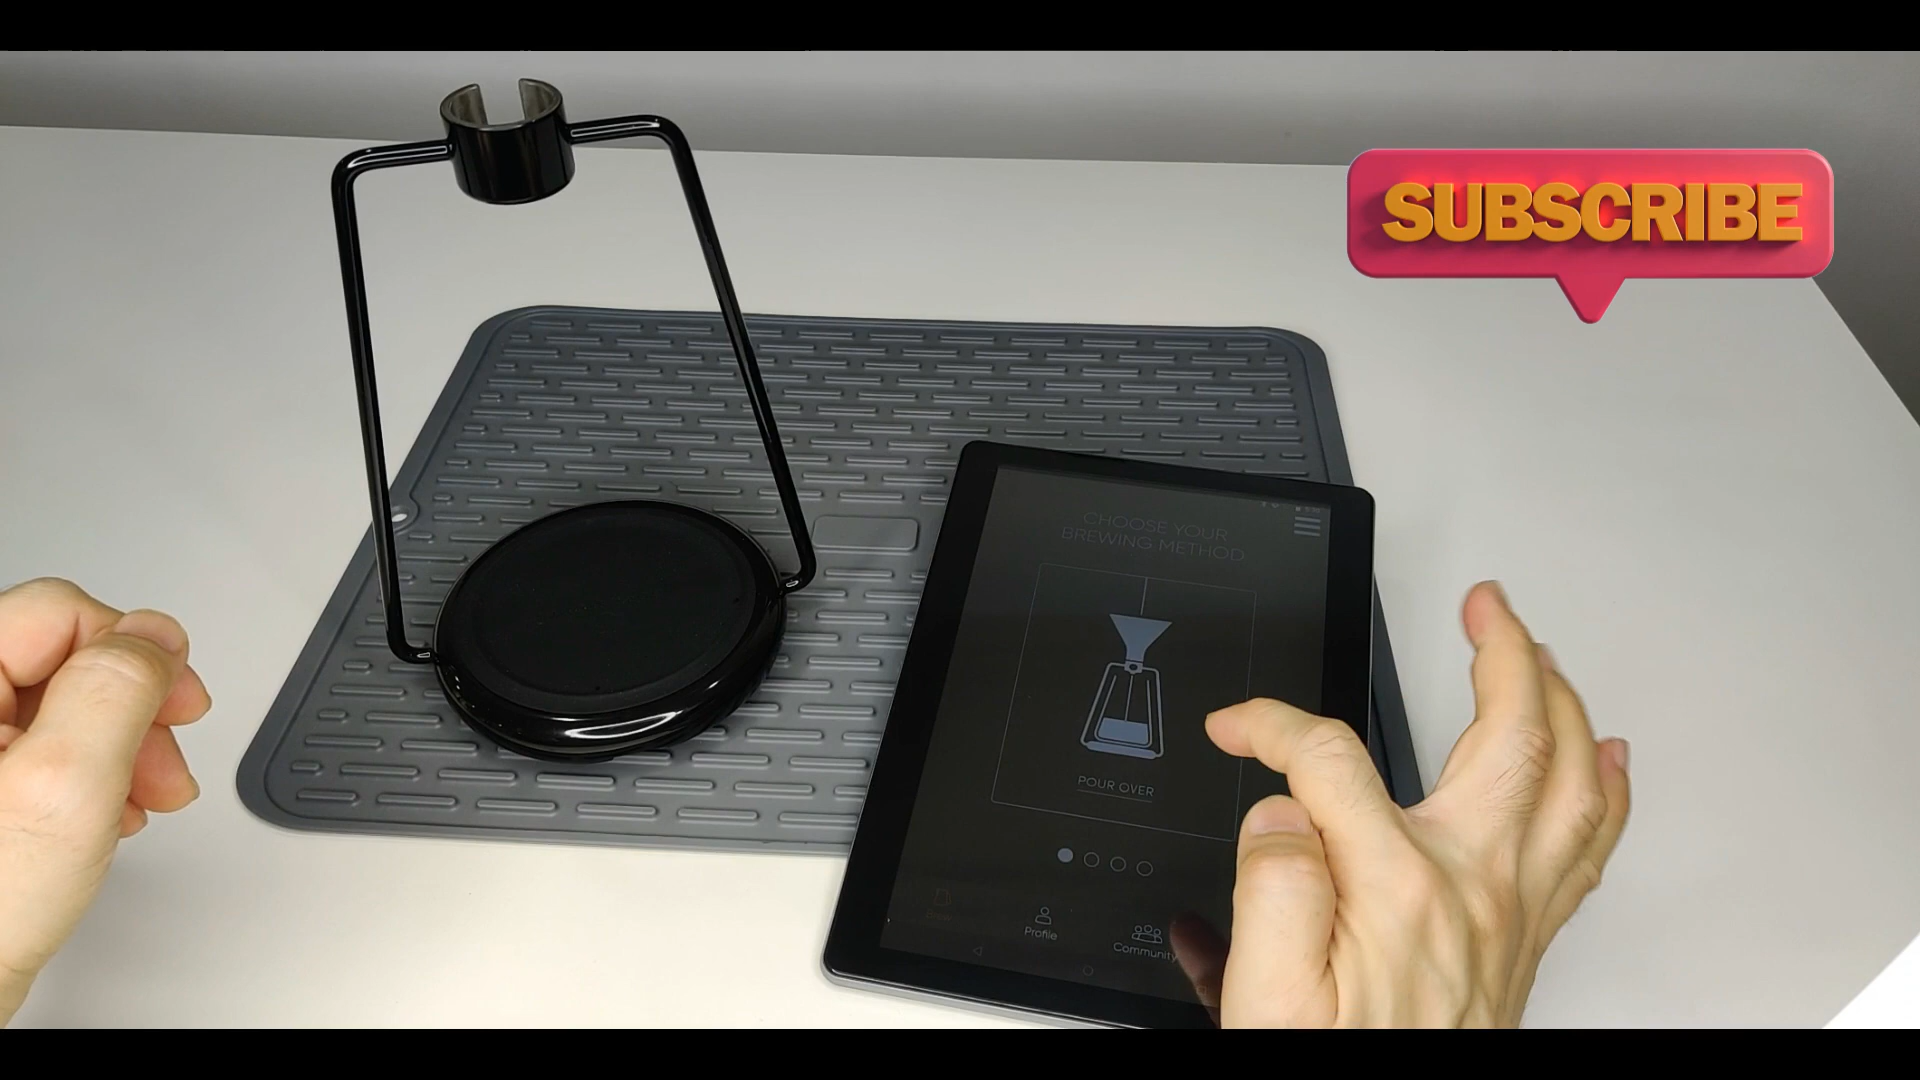 SUBSCRIBE
CHOOSE YOUR
BREWING METHOD
POUR OVER
Profile
Community